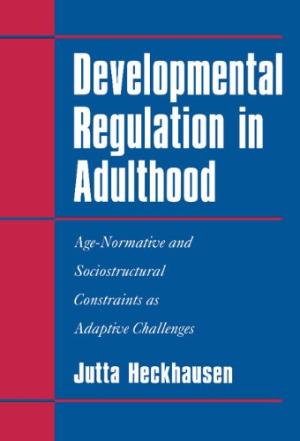 Developmental
Regulation in
Adulthood
Age-Normative and
Sociostructural
Constraints as
Adaptive Challenges
Jutta Heckhausen